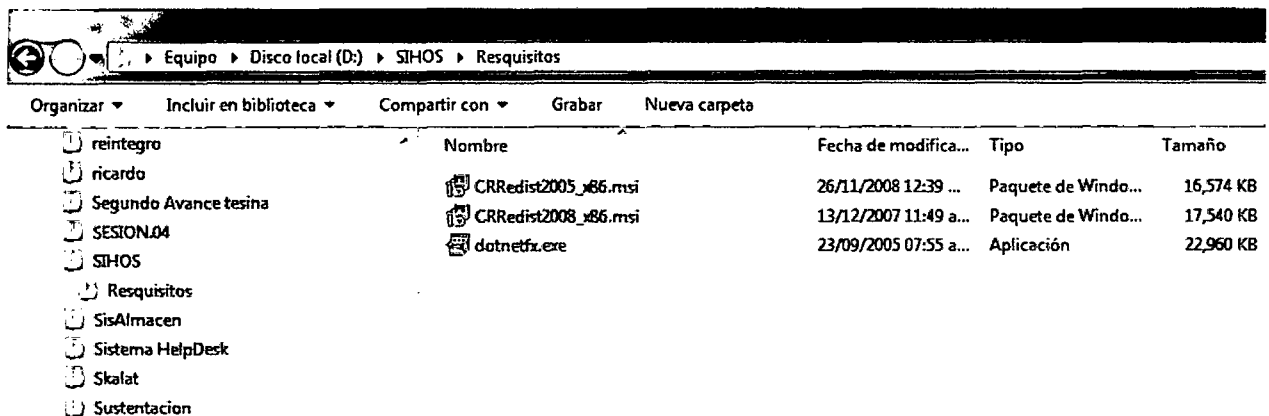 Equipo ▸ Disco local (D:) ▸ SIHOS ▸ Resquisitos
Organizar ▾ Incluir en biblioteca ▾ Compartir con ▾ Grabar Nueva carpeta
Nombre Fecha de modifica... Tipo Tamaño
reintegro
ricardo
Segundo Avance tesina
SESION.04
SIHOS
Resquisitos
SisAlmacen
Sistema HelpDesk
Skalat
Sustentacion
CRRedist2005_x86.msi 26/11/2008 12:39 ... Paquete de Windo... 16,574 KB
CRRedist2008_x86.msi 13/12/2007 11:49 a... Paquete de Windo... 17,540 KB
dotnetfx.exe 23/09/2005 07:55 a... Aplicación 22,960 KB